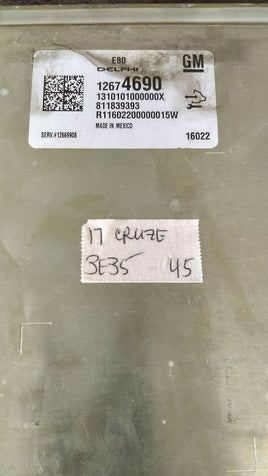 E80
DELPHI
GM
12674690
1310101000000X
811839393
R11602200000015W
MADE IN MEXICO
SERV.#12669908
16022
17 CRUZE
3E35 45